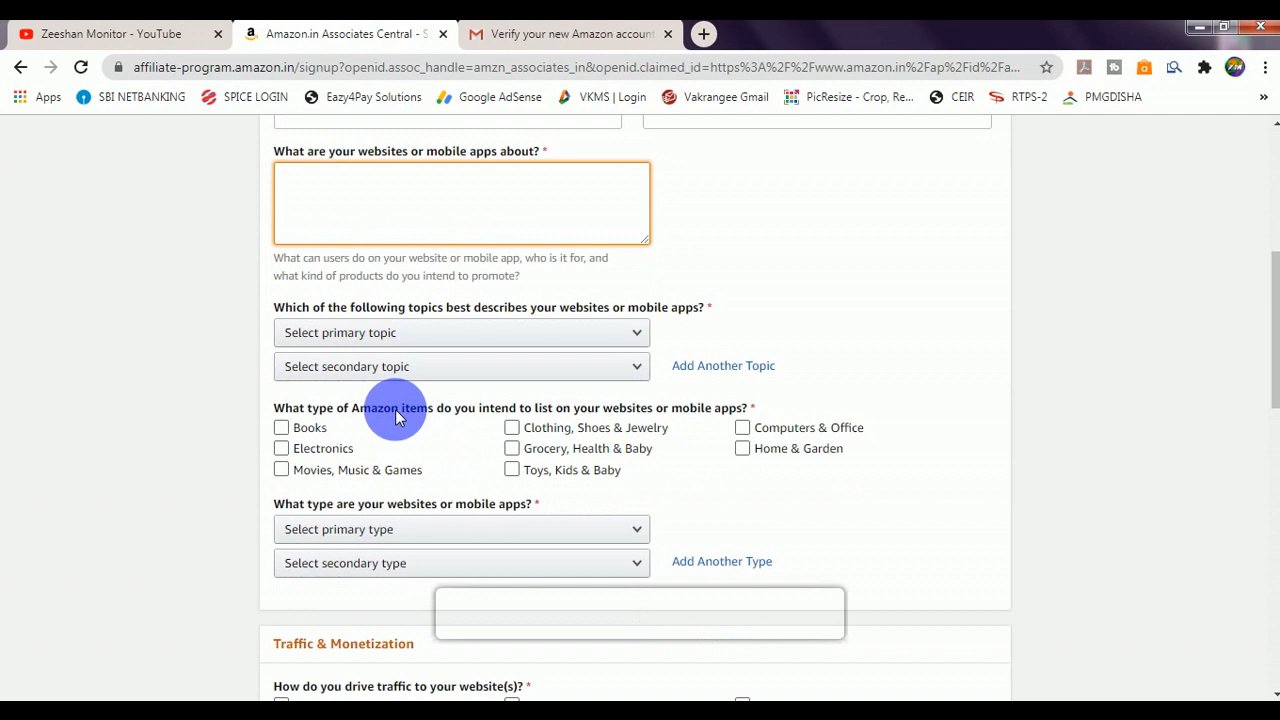 Zeeshan Monitor - YouTube
Amazon.in Associates Central - S
Verify your new Amazon account
affiliate-program.amazon.in/signup?openid.assoc_handle=amzn_associates_in&openid.claimed_id=https%3A%2F%2Fwww.amazon.in%2Fap%2Fid%2Fa...
Apps
SBI NETBANKING
SPICE LOGIN
Eazy4Pay Solutions
Google AdSense
VKMS | Login
Vakrangee Gmail
PicResize - Crop, Re...
CEIR
RTPS-2
PMGDISHA
»
What are your websites or mobile apps about? *
What can users do on your website or mobile app, who is it for, and
what kind of products do you intend to promote?
Which of the following topics best describes your websites or mobile apps? *
Select primary topic
Select secondary topic
Add Another Topic
What type of Amazon items do you intend to list on your websites or mobile apps? *
Books
Clothing, Shoes & Jewelry
Computers & Office
Electronics
Grocery, Health & Baby
Home & Garden
Movies, Music & Games
Toys, Kids & Baby
What type are your websites or mobile apps? *
Select primary type
Select secondary type
Add Another Type
Traffic & Monetization
How do you drive traffic to your website(s)? *